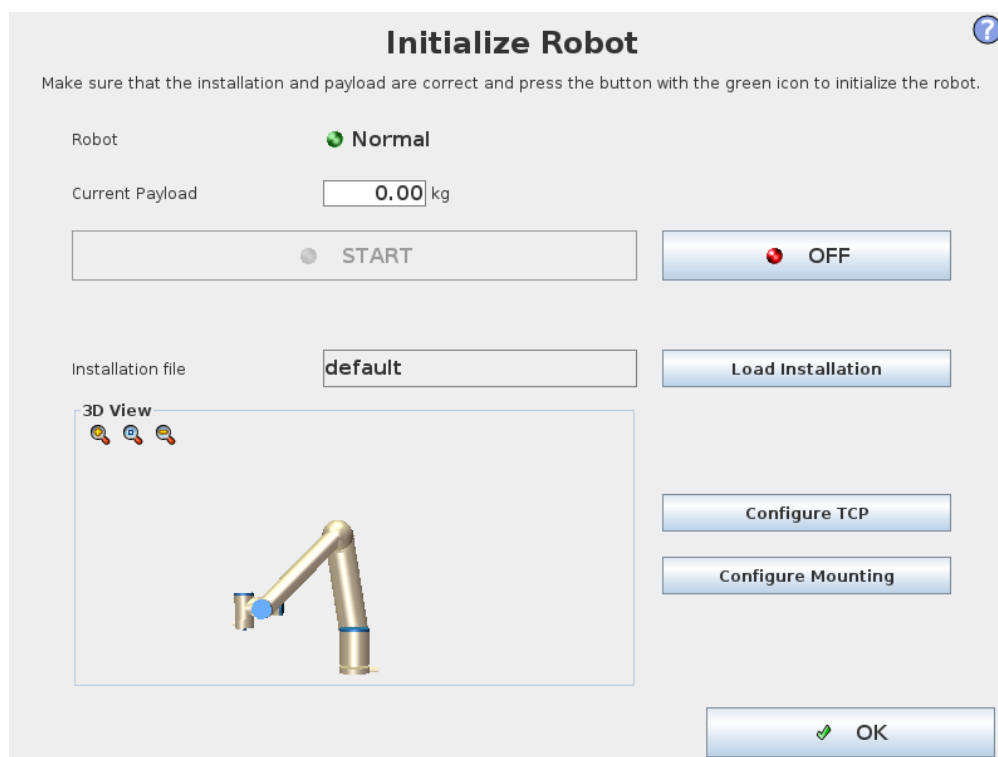 Initialize Robot
?
Make sure that the installation and payload are correct and press the button with the green icon to initialize the robot.
Robot Normal
Current Payload 0.00 kg
START OFF
Installation file default Load Installation
3D View
Configure TCP
Configure Mounting
OK